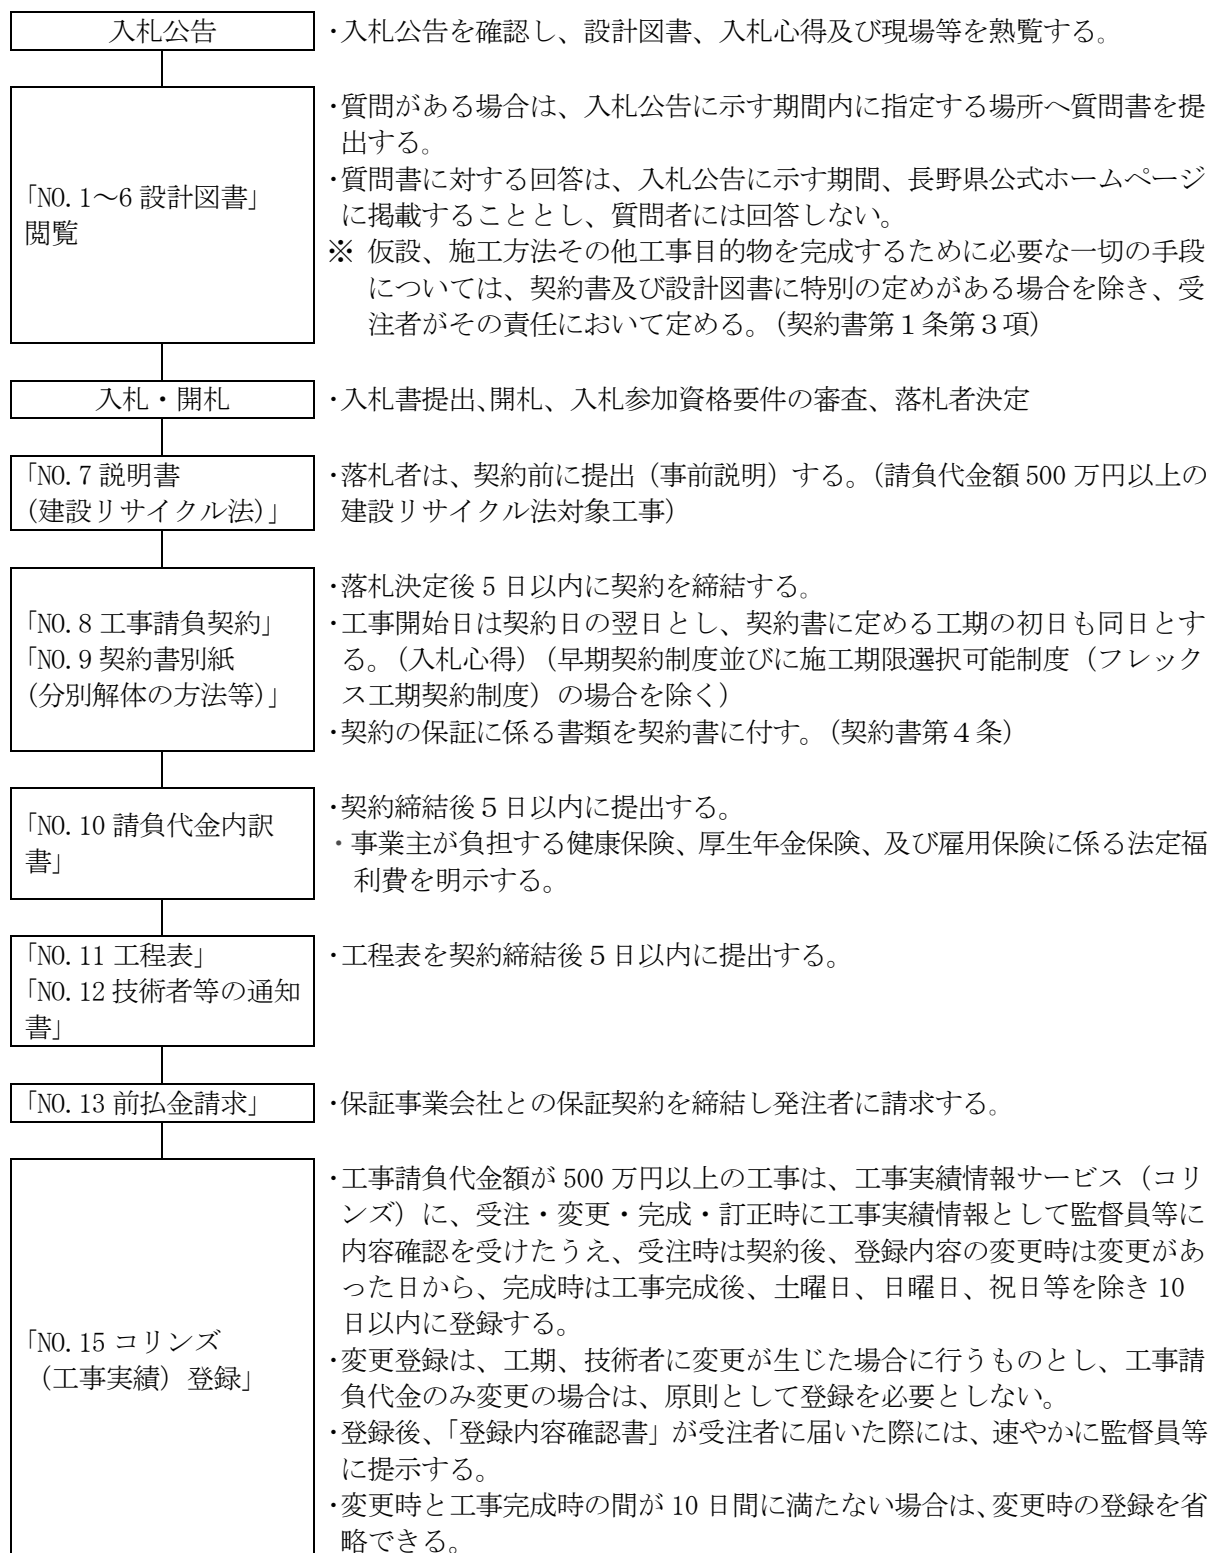 入札公告
・入札公告を確認し、設計図書、入札心得及び現場等を熟覧する。
「NO.1～6 設計図書」
閲覧
・質問がある場合は、入札公告に示す期間内に指定する場所へ質問書を提
出する。
・質問書に対する回答は、入札公告に示す期間、長野県公式ホームページ
に掲載することとし、質問者には回答しない。
※ 仮設、施工方法その他工事目的物を完成するために必要な一切の手段
については、契約書及び設計図書に特別の定めがある場合を除き、受
注者がその責任において定める。（契約書第１条第３項）
入札・開札
・入札書提出、開札、入札参加資格要件の審査、落札者決定
「NO.7 説明書
(建設リサイクル法)」
・落札者は、契約前に提出（事前説明）する。（請負代金額 500 万円以上の
建設リサイクル法対象工事）
「NO.8 工事請負契約」
「NO.9 契約書別紙
(分別解体の方法等)」
・落札決定後 5 日以内に契約を締結する。
・工事開始日は契約日の翌日とし、契約書に定める工期の初日も同日とす
る。（入札心得）（早期契約制度並びに施工期限選択可能制度（フレック
ス工期契約制度）の場合を除く）
・契約の保証に係る書類を契約書に付す。（契約書第４条）
「NO.10 請負代金内訳
書」
・契約締結後５日以内に提出する。
・事業主が負担する健康保険、厚生年金保険、及び雇用保険に係る法定福
利費を明示する。
「NO.11 工程表」
「NO.12 技術者等の通知
書」
・工程表を契約締結後５日以内に提出する。
「NO.13 前払金請求」
・保証事業会社との保証契約を締結し発注者に請求する。
「NO.15 コリンズ
（工事実績）登録」
・工事請負代金額が 500 万円以上の工事は、工事実績情報サービス（コリ
ンズ）に、受注・変更・完成・訂正時に工事実績情報として監督員等に
内容確認を受けたうえ、受注時は契約後、登録内容の変更時は変更があ
った日から、完成時は工事完成後、土曜日、日曜日、祝日等を除き 10
日以内に登録する。
・変更登録は、工期、技術者に変更が生じた場合に行うものとし、工事請
負代金のみ変更の場合は、原則として登録を必要としない。
・登録後、「登録内容確認書」が受注者に届いた際には、速やかに監督員等
に提示する。
・変更時と工事完成時の間が 10 日間に満たない場合は、変更時の登録を省
略できる。